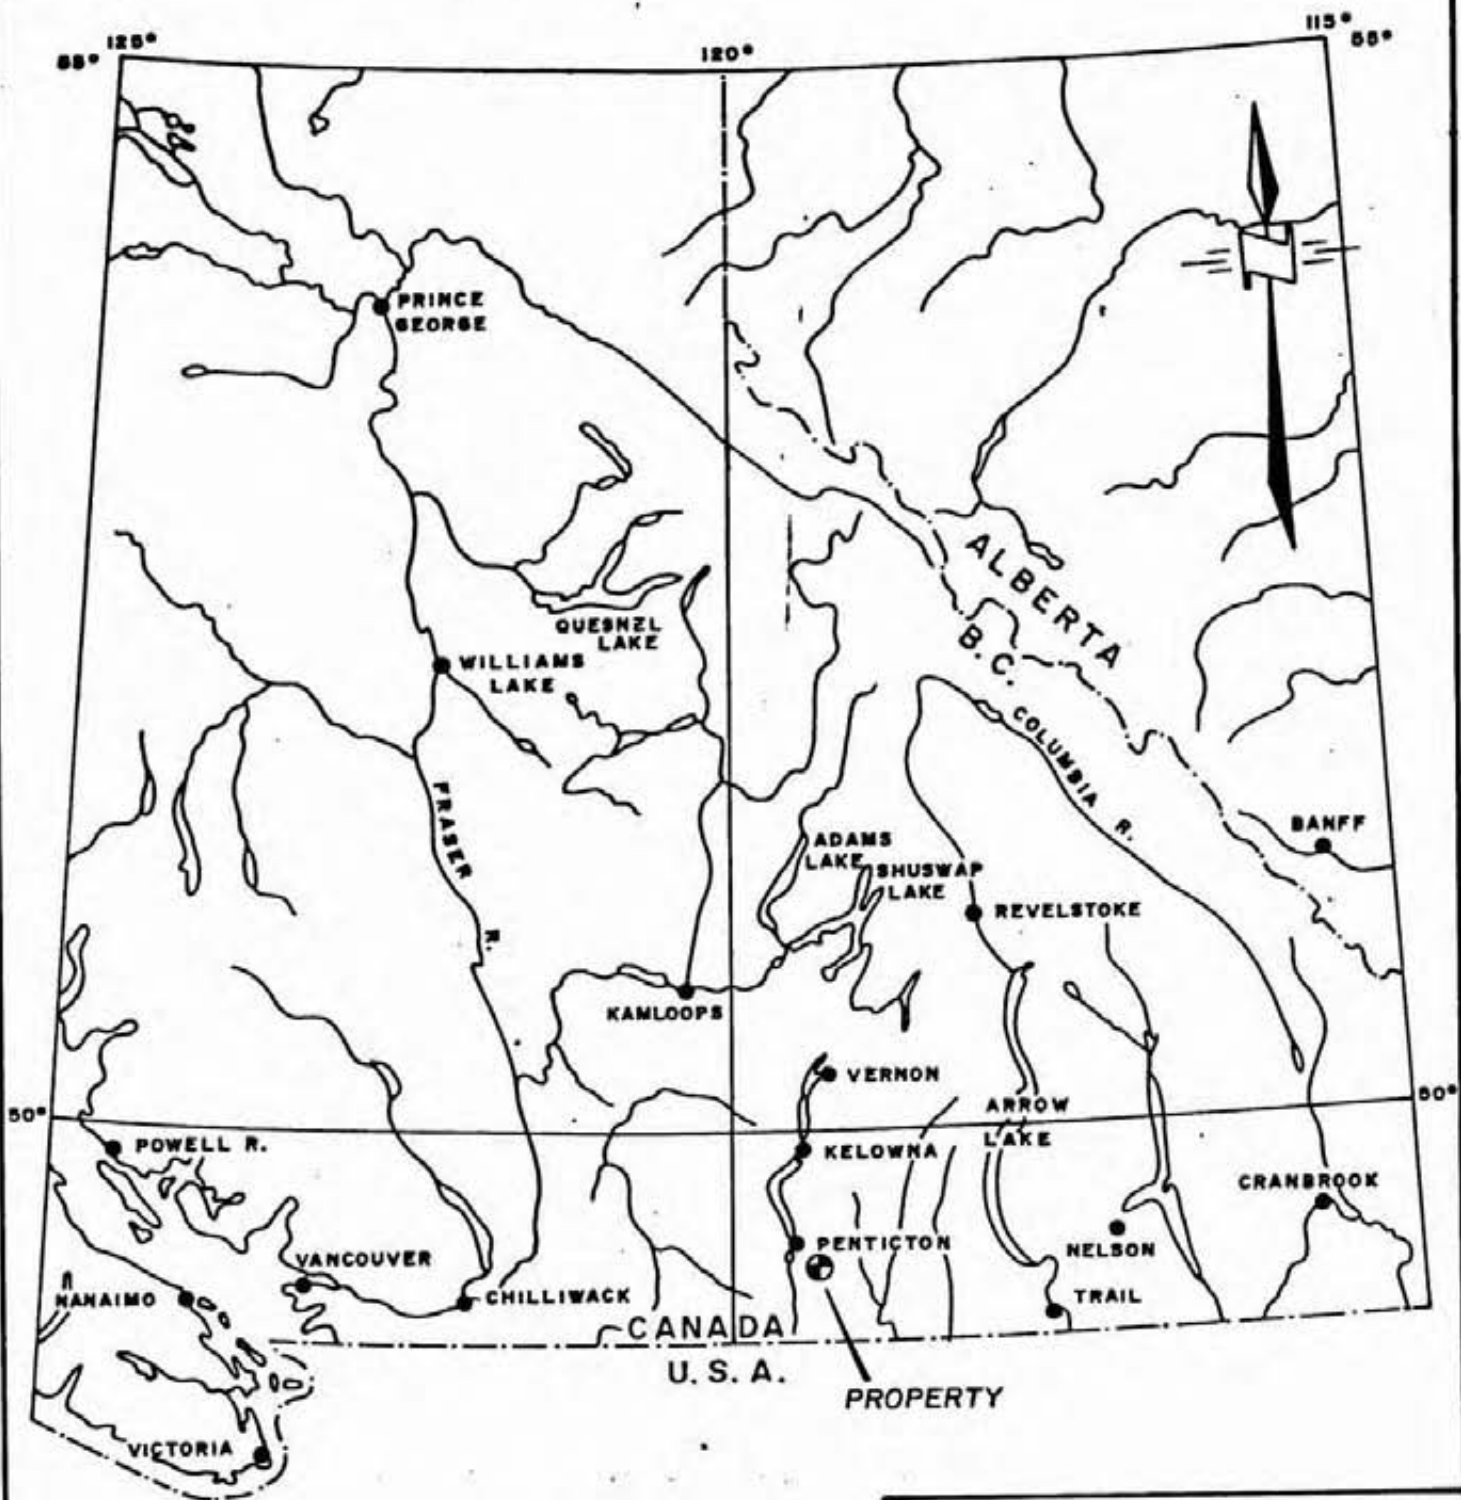 125°
120°
115°
55°
55°
PRINCE
GEORGE
ALBERTA
B.C.
QUESNEL
LAKE
WILLIAMS
LAKE
COLUMBIA R.
FRASER R.
ADAMS
LAKE
SHUSWAP
LAKE
BANFF
REVELSTOKE
KAMLOOPS
VERNON
50°
50°
ARROW
LAKE
POWELL R.
KELOWNA
CRANBROOK
PENTICTON
NELSON
VANCOUVER
NANAIMO
CHILLIWACK
TRAIL
CANADA
U.S.A.
PROPERTY
VICTORIA